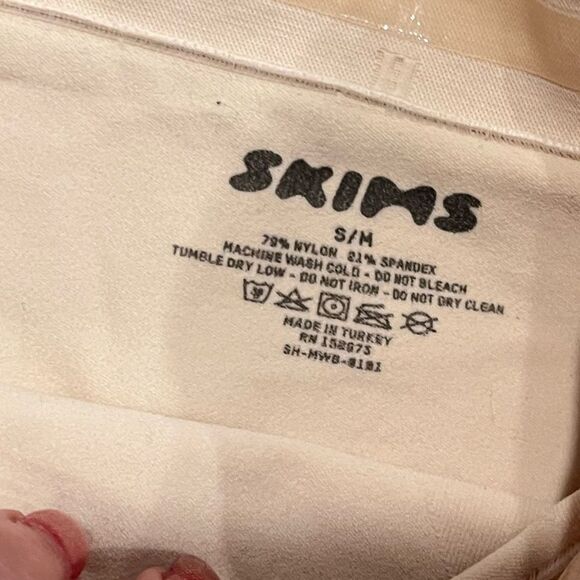 SKIMS
S/M
79% NYLON 21% SPANDEX
MACHINE WASH COLD - DO NOT BLEACH
TUMBLE DRY LOW - DO NOT IRON - DO NOT DRY CLEAN
MADE IN TURKEY
RN 158673